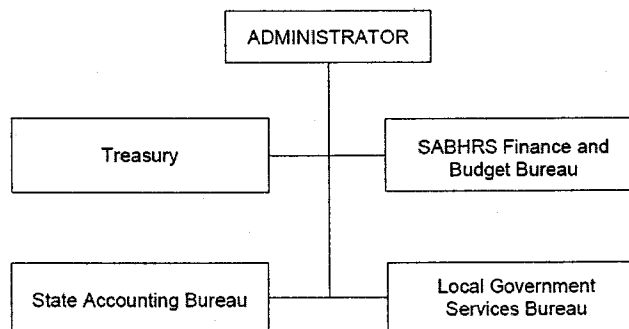 ADMINISTRATOR
Treasury
SABHRS Finance and
Budget Bureau
State Accounting Bureau
Local Government
Services Bureau